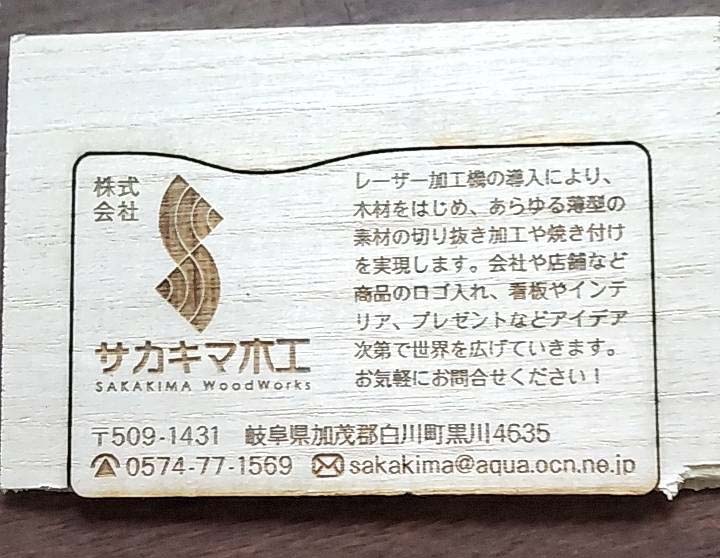 株式
会社
サカキマ木工
SAKAKIMA WoodWorks
レーザー加工機の導入により、
木材をはじめ、あらゆる薄型の
素材の切り抜き加工や焼き付け
を実現します。会社や店舗など
商品のロゴ入れ、看板やインテ
リア、プレゼントなどアイデア
次第で世界を広げていきます。
お気軽にお問合せください！
〒509-1431 岐阜県加茂郡白川町黒川4635
0574-77-1569 sakakima@aqua.ocn.ne.jp